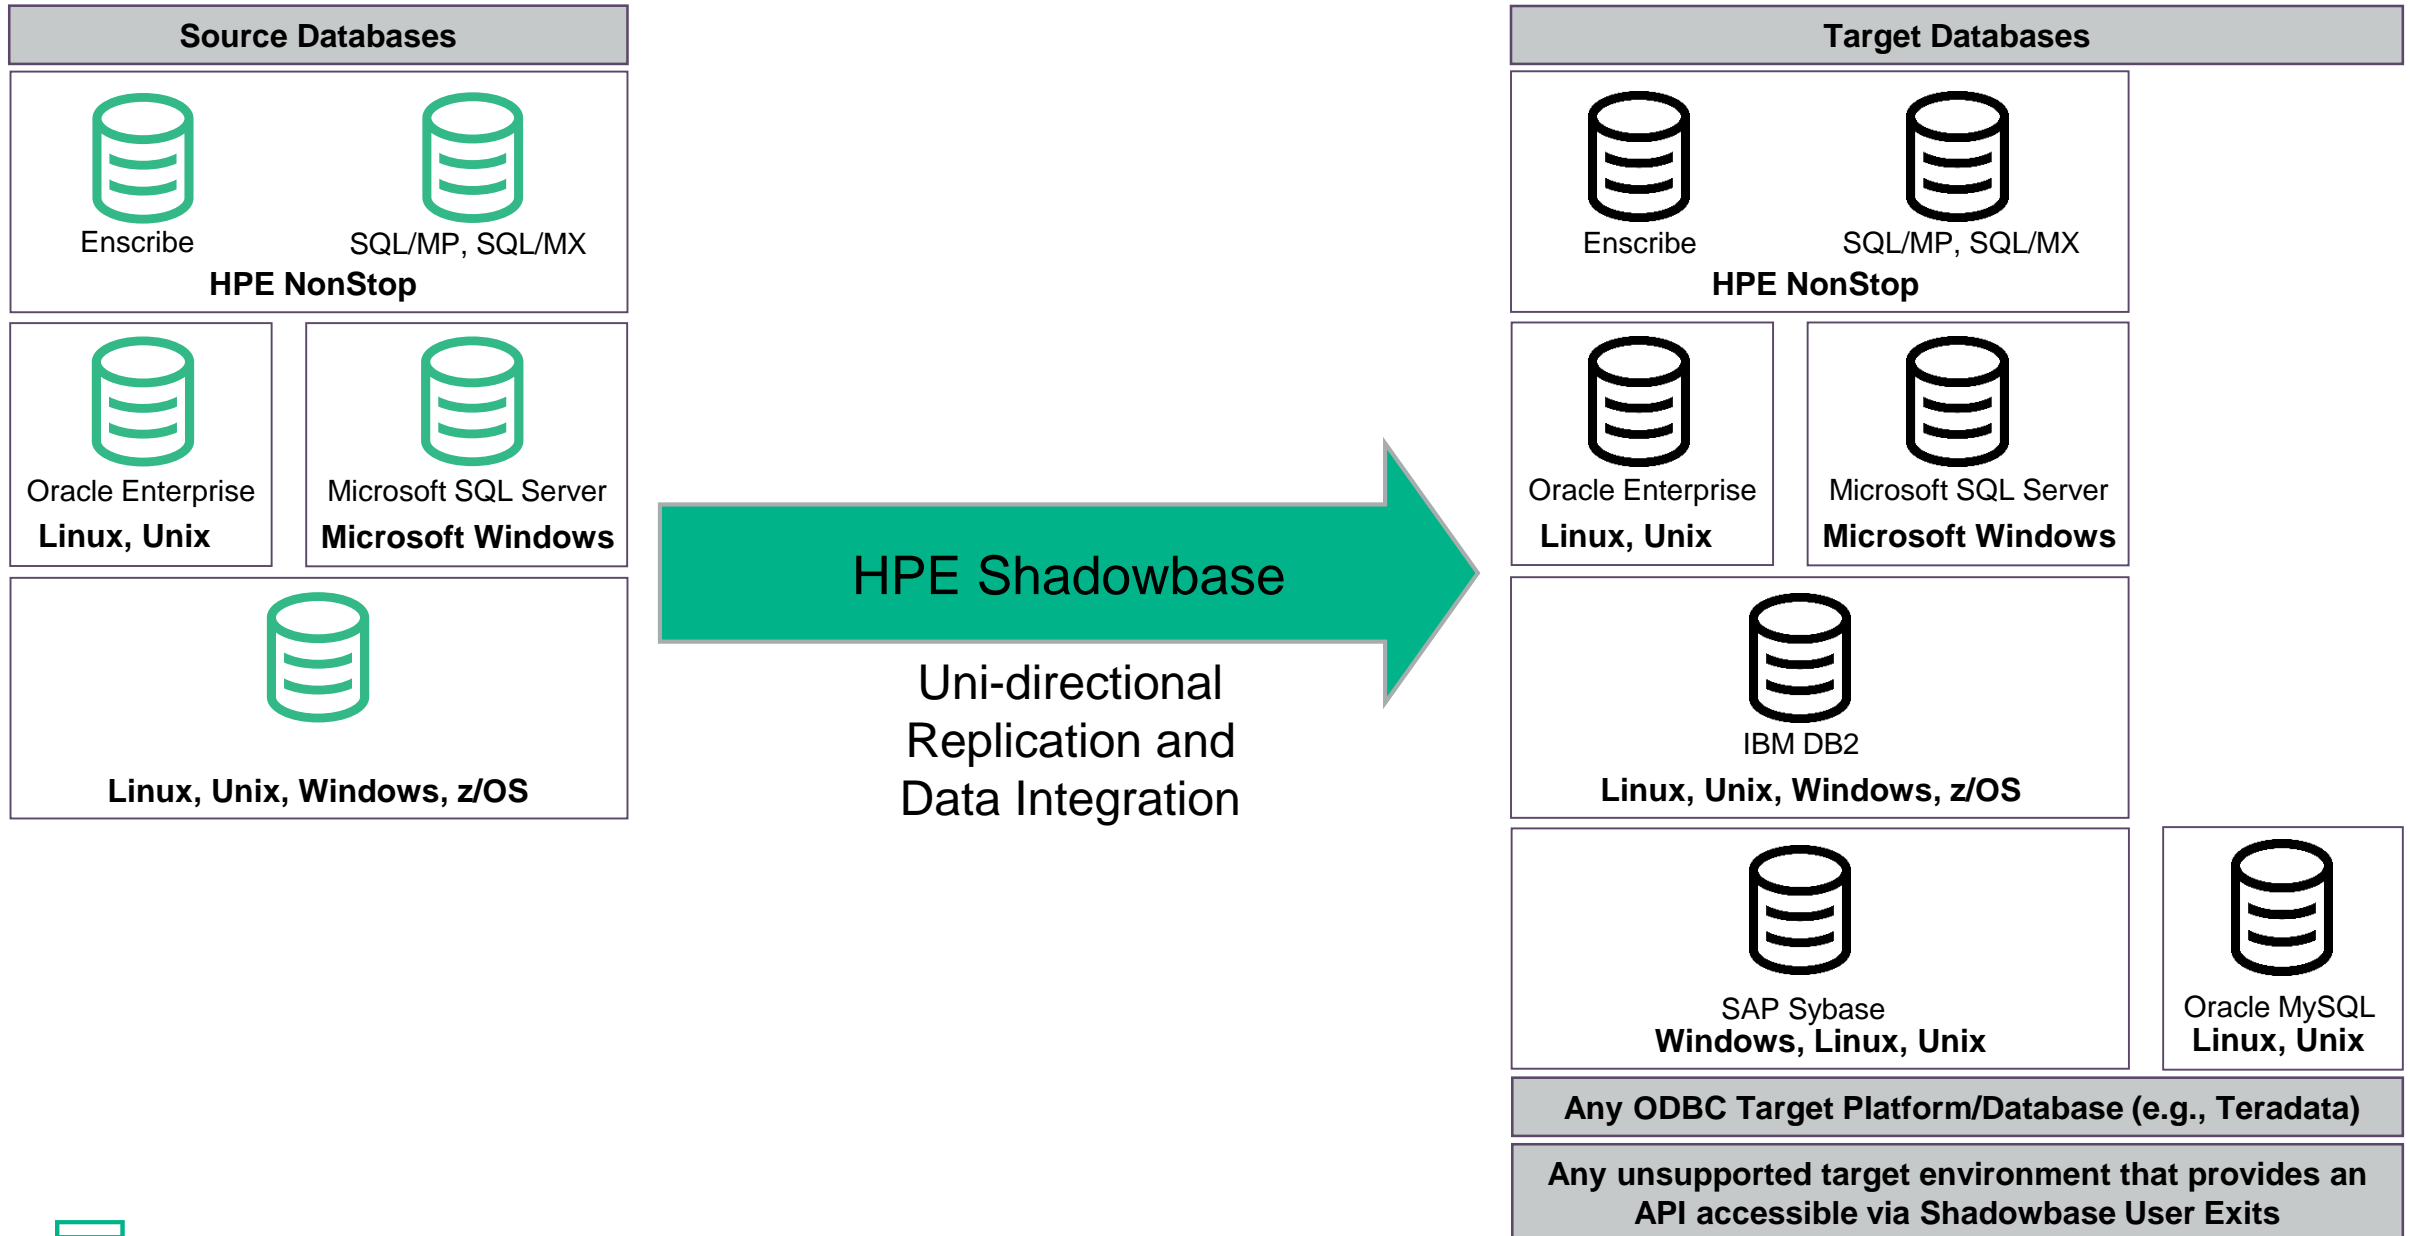 Source Databases
Enscribe
SQL/MP, SQL/MX
HPE NonStop
Oracle Enterprise
Linux, Unix
Microsoft SQL Server
Microsoft Windows
Linux, Unix, Windows, z/OS
HPE Shadowbase
Uni-directional
Replication and
Data Integration
Target Databases
Enscribe
SQL/MP, SQL/MX
HPE NonStop
Oracle Enterprise
Linux, Unix
Microsoft SQL Server
Microsoft Windows
IBM DB2
Linux, Unix, Windows, z/OS
SAP Sybase
Windows, Linux, Unix
Oracle MySQL
Linux, Unix
Any ODBC Target Platform/Database (e.g., Teradata)
Any unsupported target environment that provides an
API accessible via Shadowbase User Exits